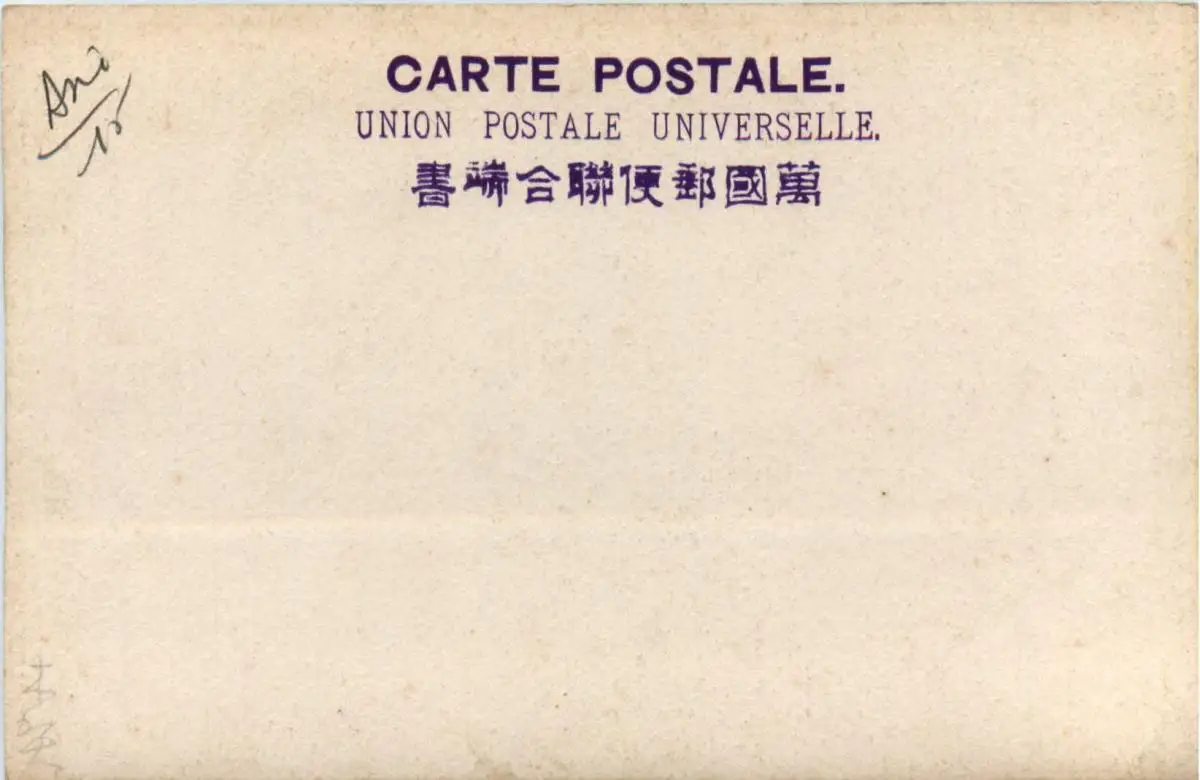 CARTE POSTALE.
UNION POSTALE UNIVERSELLE.
萬國郵便聯合端書